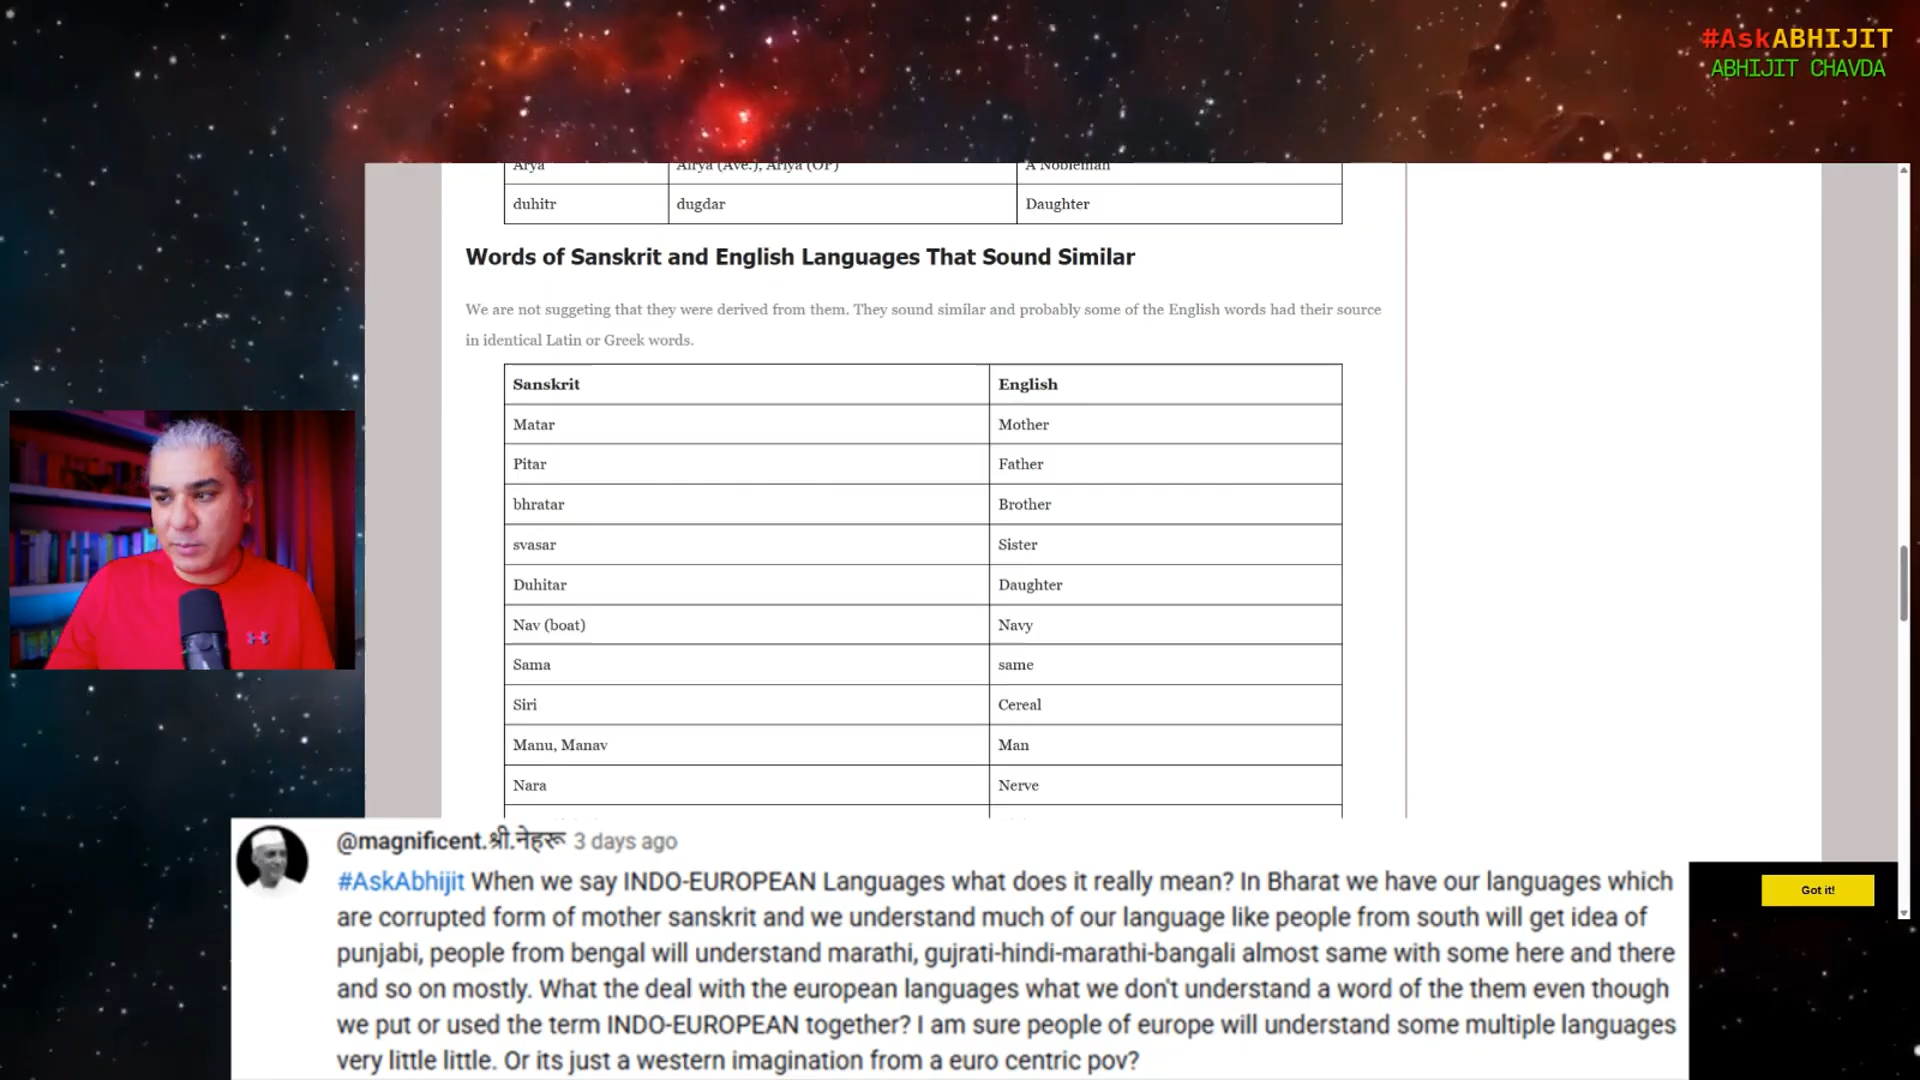 #AskABHIJIT
ABHIJIT CHAVDA
Arya Airya (Ave.), Ariya (OP) A Nobleman
duhitr dugdar Daughter
Words of Sanskrit and English Languages That Sound Similar
We are not suggeting that they were derived from them. They sound similar and probably some of the English words had their source
in identical Latin or Greek words.
Sanskrit English
Matar Mother
Pitar Father
bhratar Brother
svasar Sister
Duhitar Daughter
Nav (boat) Navy
Sama same
Siri Cereal
Manu, Manav Man
Nara Nerve
@magnificent.श्री.नेहरू 3 days ago
#AskAbhijit When we say INDO-EUROPEAN Languages what does it really mean? In Bharat we have our languages which
are corrupted form of mother sanskrit and we understand much of our language like people from south will get idea of
punjabi, people from bengal will understand marathi, gujrati-hindi-marathi-bangali almost same with some here and there
and so on mostly. What the deal with the european languages what we don't understand a word of the them even though
we put or used the term INDO-EUROPEAN together? I am sure people of europe will understand some multiple languages
very little little. Or its just a western imagination from a euro centric pov?
Got it!